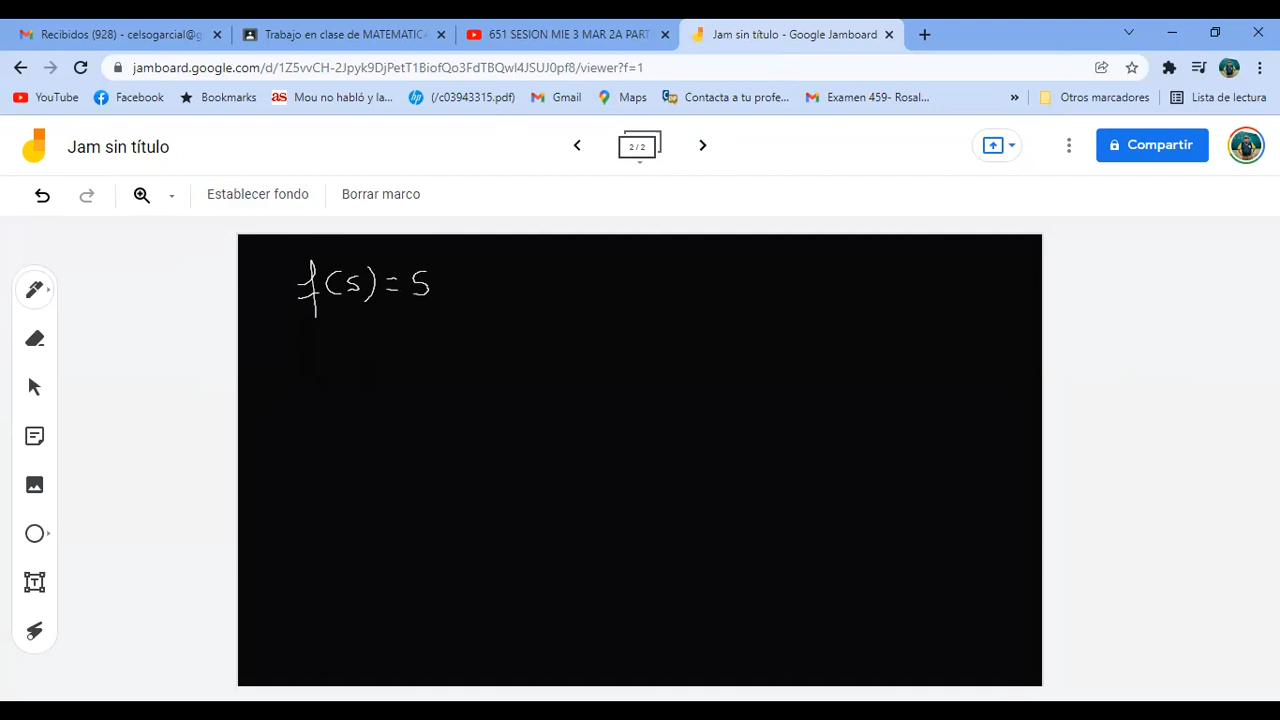 Recibidos (928) - celsogarcial@g
Trabajo en clase de MATEMATICA
651 SESION MIE 3 MAR 2A PART
Jam sin título - Google Jamboard
jamboard.google.com/d/1Z5vvCH-2Jpyk9DjPetT1BiofQo3FdTBQwI4JSUJ0pf8/viewer?f=1
YouTube Facebook Bookmarks as Mou no habló y la... hp (/c03943315.pdf) Gmail Maps Contacta a tu profe... Examen 459- Rosal... » Otros marcadores Lista de lectura
Jam sin título 2 / 2 Compartir
Establecer fondo Borrar marco
f(s) = s